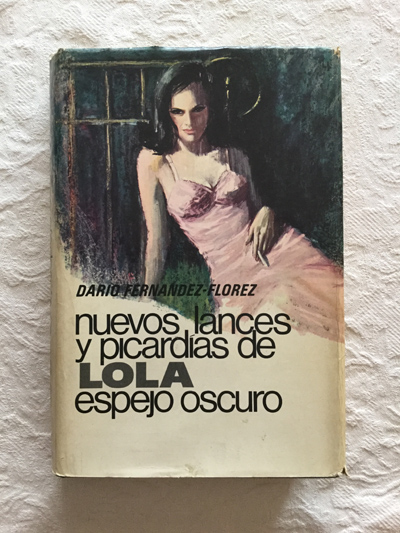 DARIO FERNANDEZ-FLOREZ
nuevos lances
y picardías de
LOLA
espejo oscuro